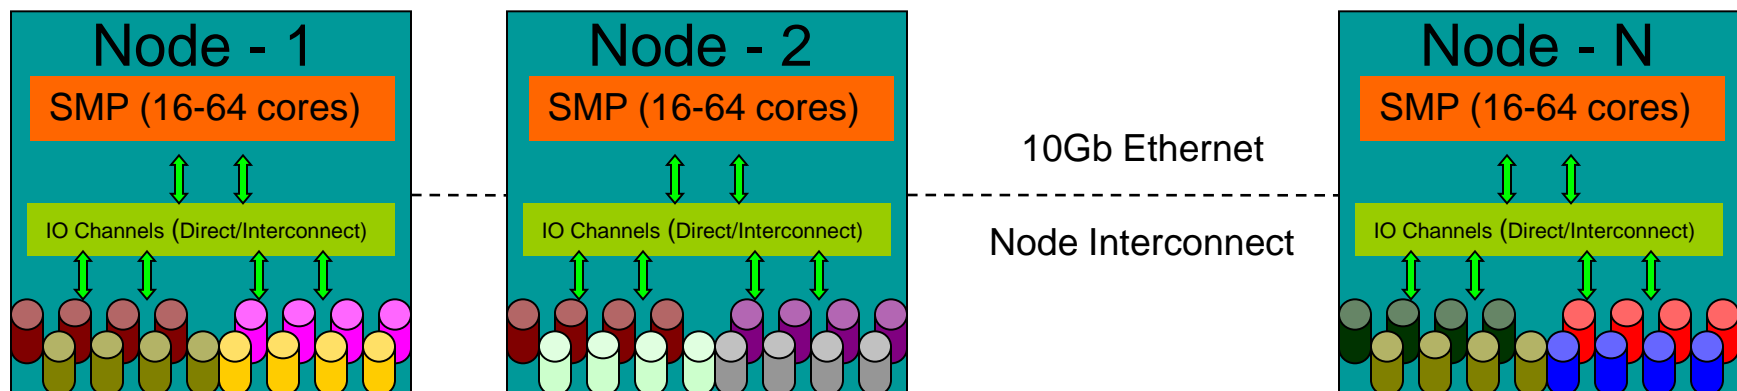 Node - 1
SMP (16-64 cores)
IO Channels (Direct/Interconnect)
Node - 2
SMP (16-64 cores)
IO Channels (Direct/Interconnect)
10Gb Ethernet
Node Interconnect
Node - N
SMP (16-64 cores)
IO Channels (Direct/Interconnect)